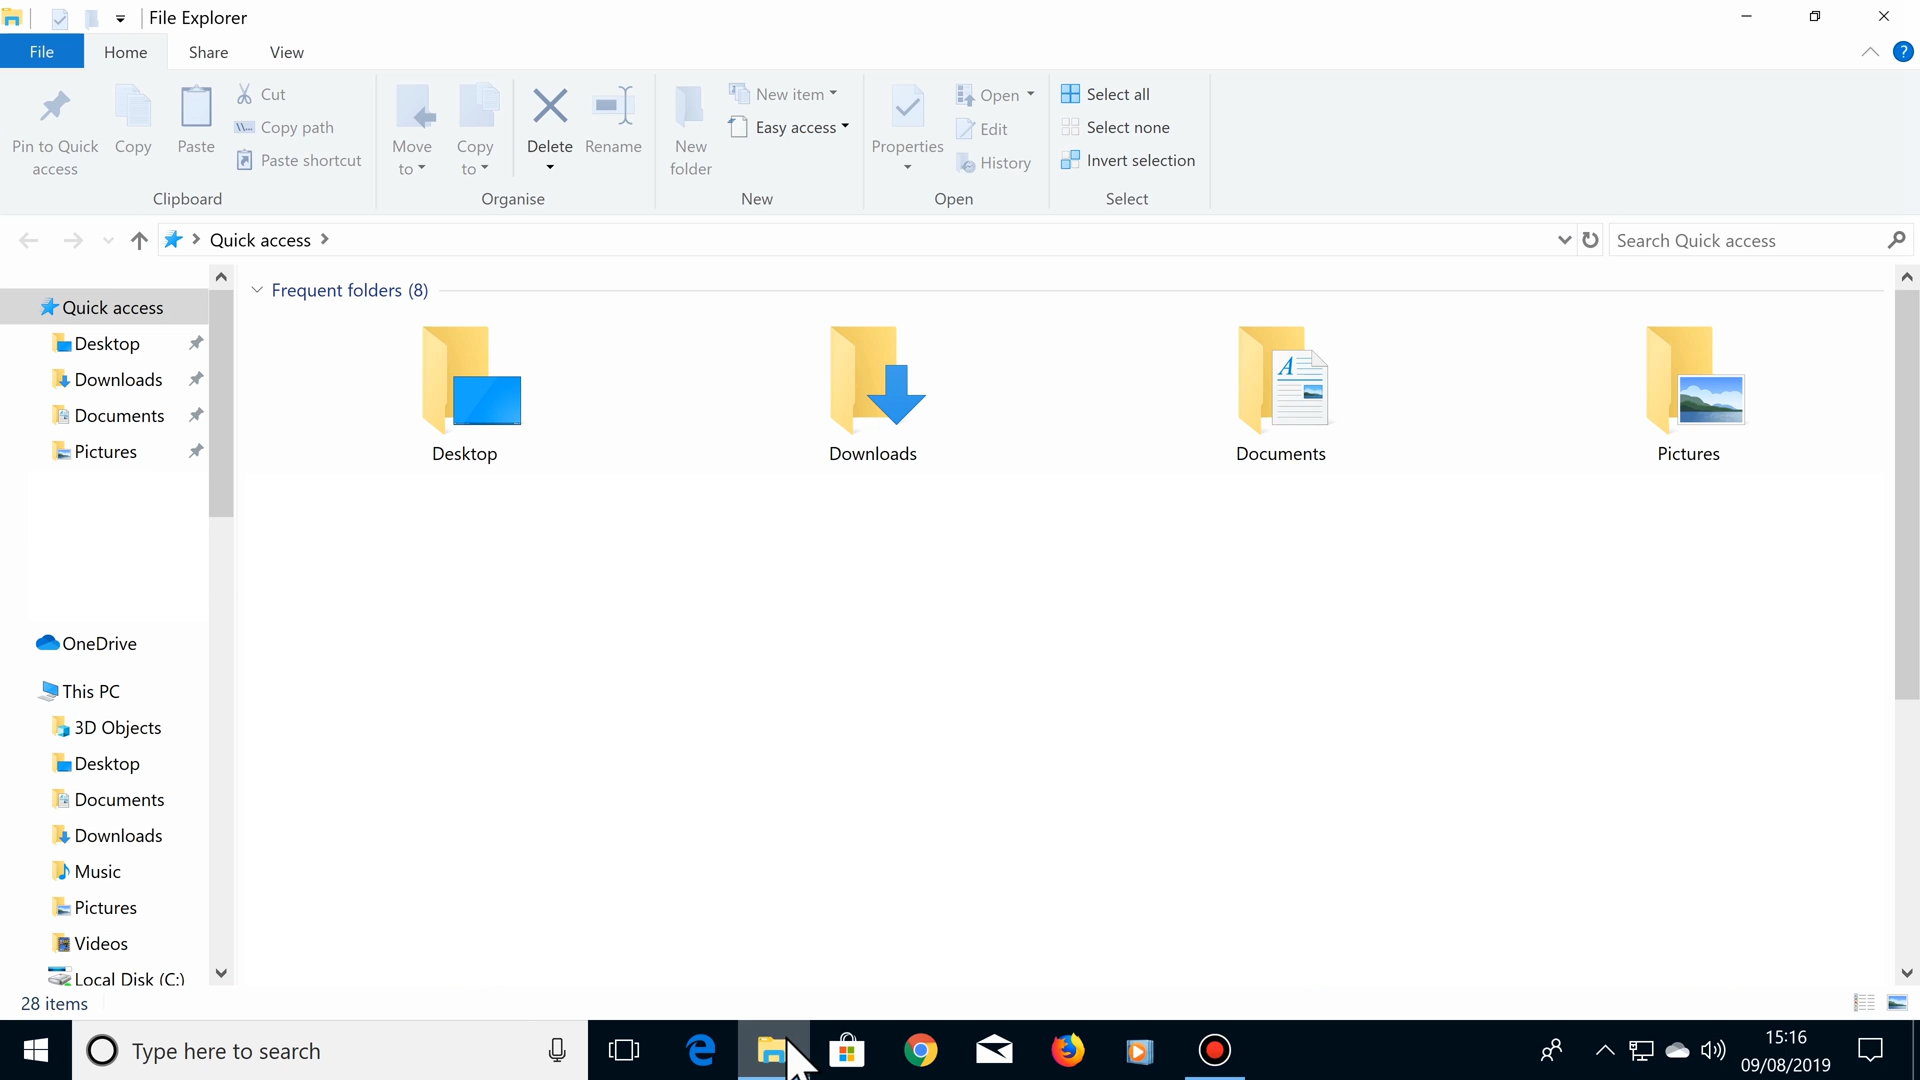 File Explorer
File Home Share View
?
Pin to Quick access
Copy
Paste
Cut
Copy path
Paste shortcut
Clipboard
Move to
Copy to
Delete
Rename
Organise
New folder
New item
Easy access
New
Properties
Open
Edit
History
Open
Select all
Select none
Invert selection
Select
Quick access
Search Quick access
Quick access
Desktop
Downloads
Documents
Pictures
OneDrive
This PC
3D Objects
Desktop
Documents
Downloads
Music
Pictures
Videos
Local Disk (C:)
Frequent folders (8)
Desktop
Downloads
Documents
Pictures
28 items
Type here to search
15:16
09/08/2019